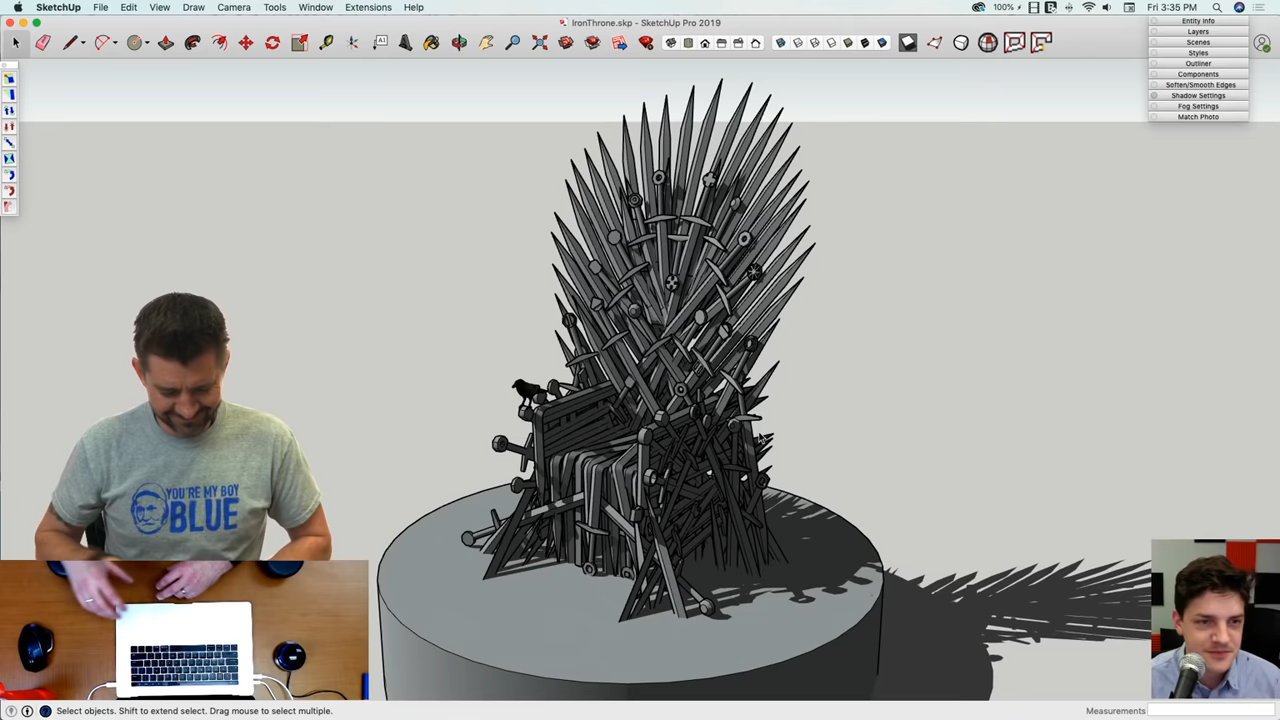 SketchUp File Edit View Draw Camera Tools Window Extensions Help
100% Fri 3:35 PM
IronThrone.skp - SketchUp Pro 2019
Entity Info
Layers
Scenes
Styles
Outliner
Components
Soften/Smooth Edges
Shadow Settings
Fog Settings
Match Photo
YOU'RE MY BOY
BLUE
Select objects. Shift to extend select. Drag mouse to select multiple.
Measurements